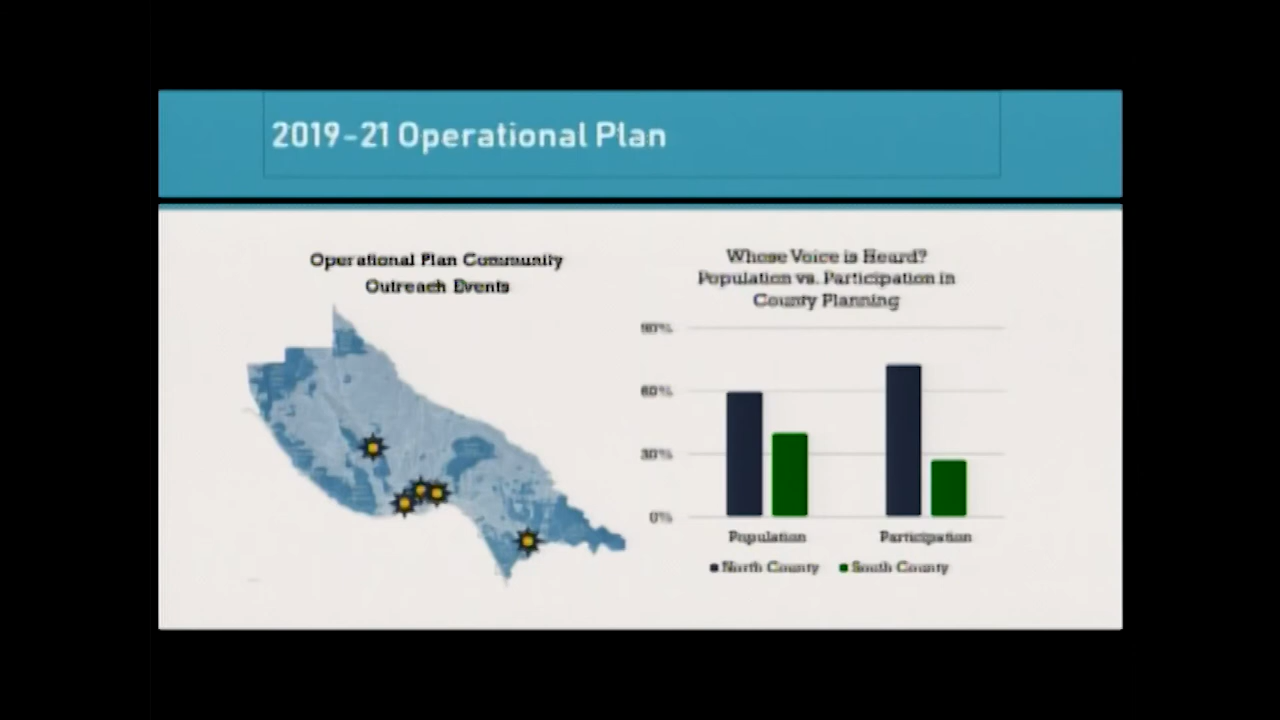 2019-21 Operational Plan
Operational Plan Community
Outreach Events
Whose Voice is Heard?
Population vs. Participation in
County Planning
90%
60%
30%
0%
Population Participation
North County South County